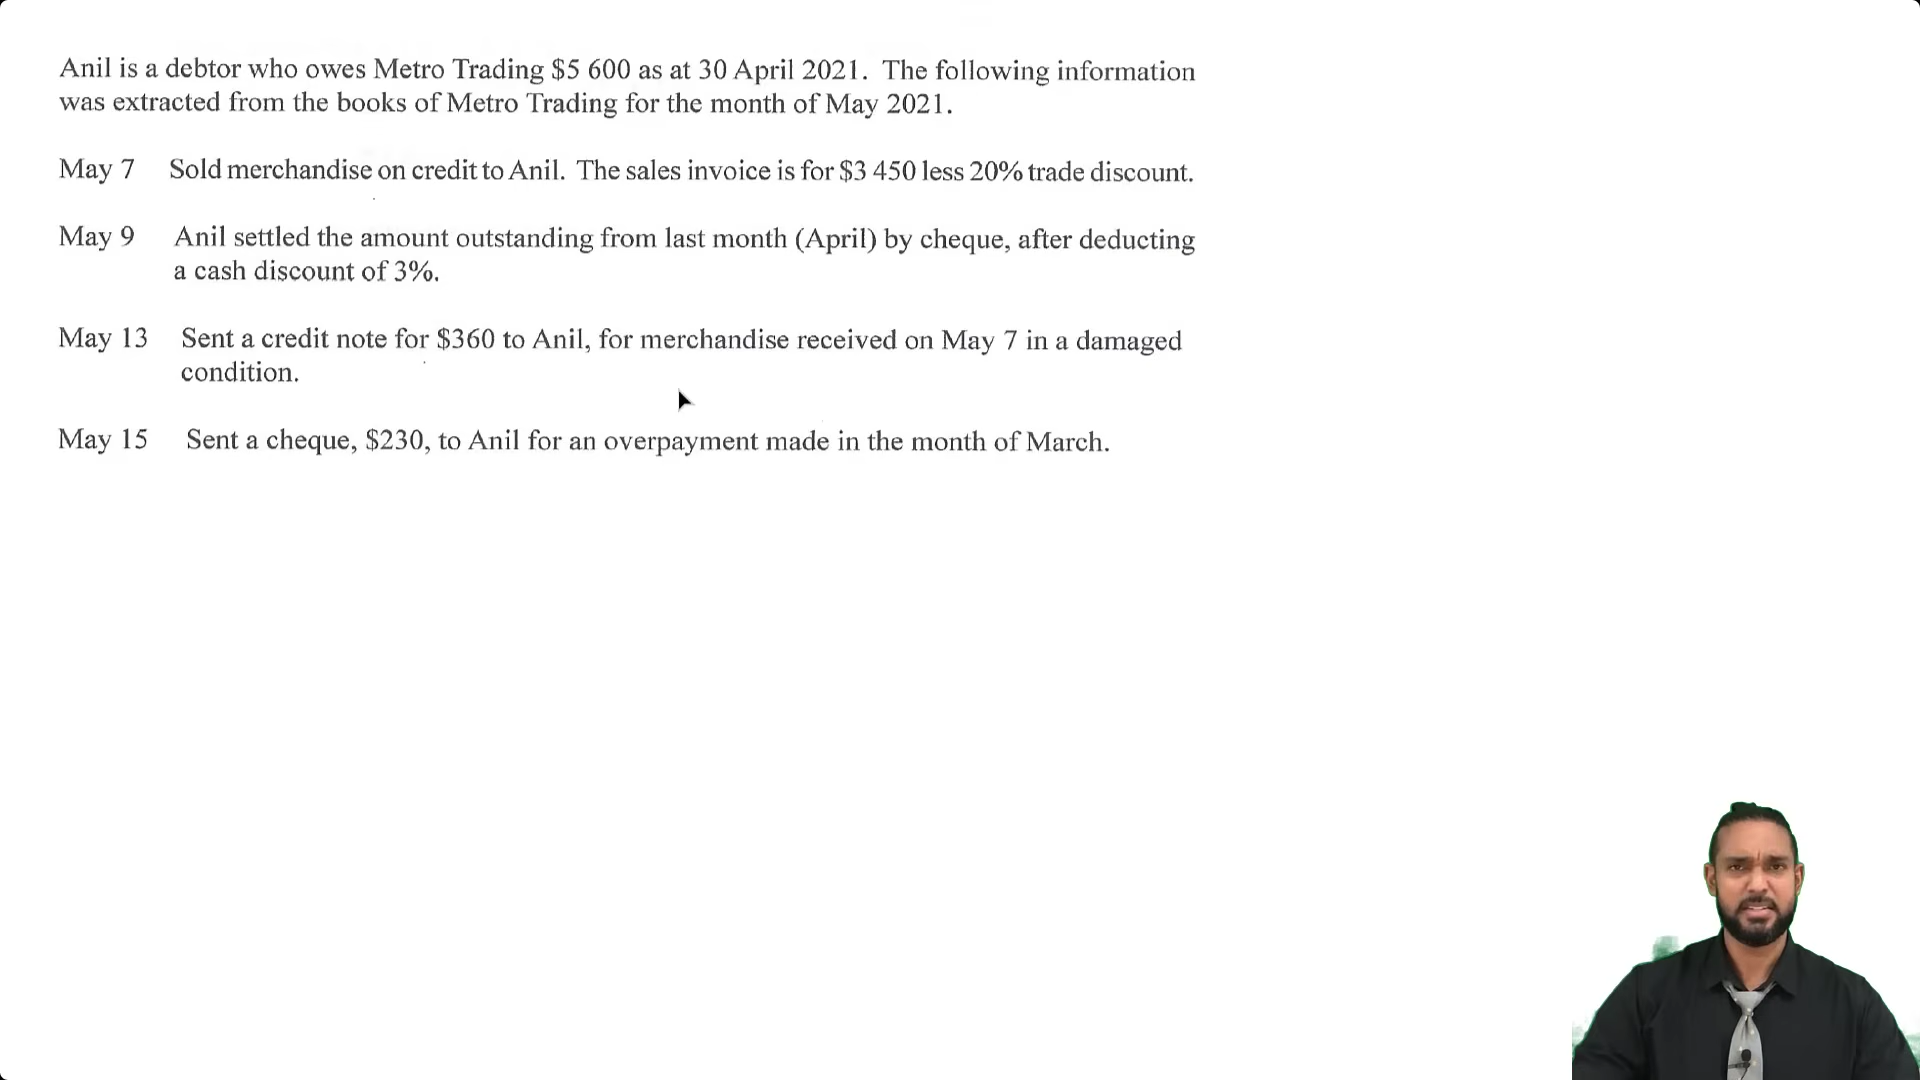 Anil is a debtor who owes Metro Trading $5 600 as at 30 April 2021. The following information
was extracted from the books of Metro Trading for the month of May 2021.
May 7 Sold merchandise on credit to Anil. The sales invoice is for $3 450 less 20% trade discount.
May 9 Anil settled the amount outstanding from last month (April) by cheque, after deducting
a cash discount of 3%.
May 13 Sent a credit note for $360 to Anil, for merchandise received on May 7 in a damaged
condition.
May 15 Sent a cheque, $230, to Anil for an overpayment made in the month of March.